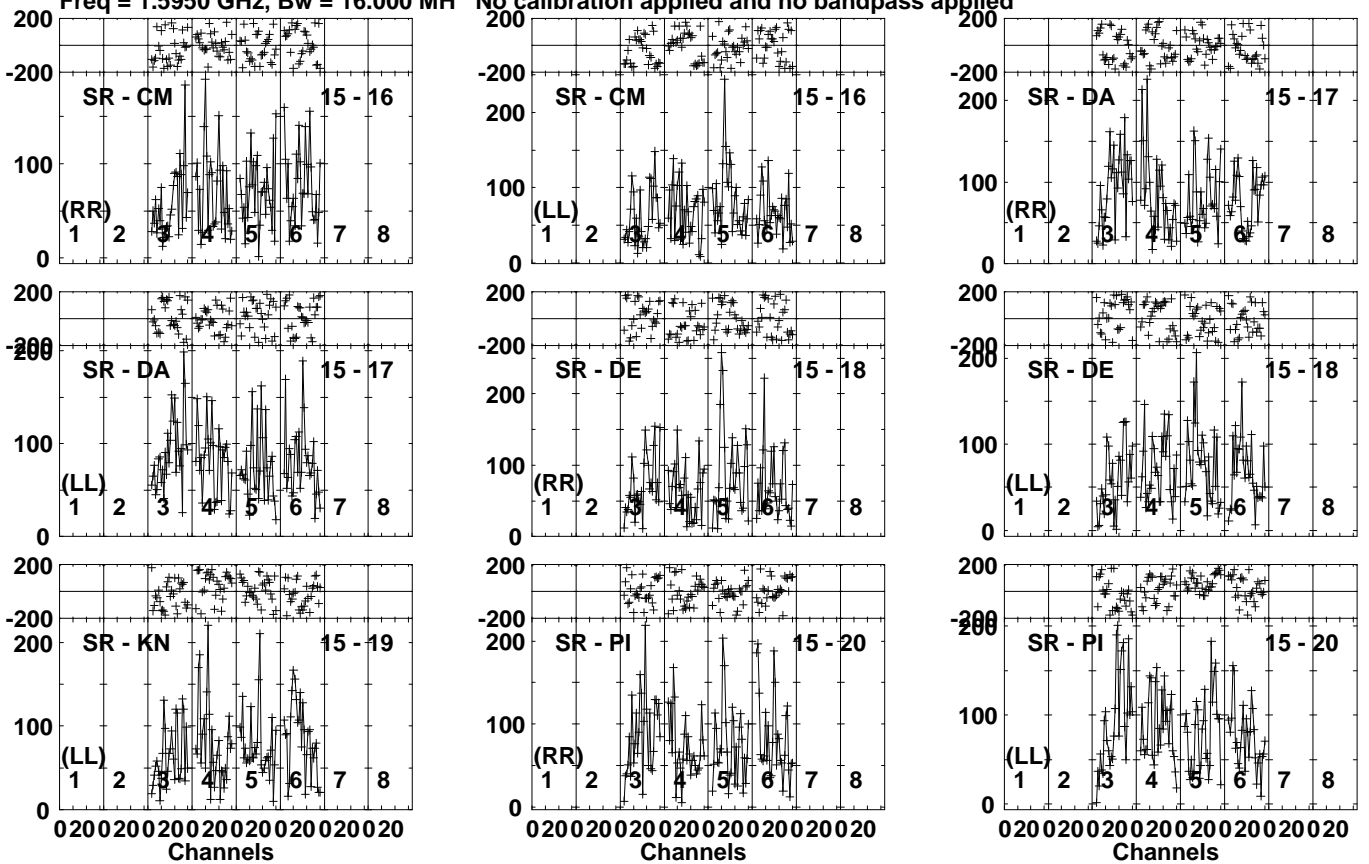 Freq = 1.5950 GHz, Bw = 16.000 MH No calibration applied and no bandpass applied
200
-200
SR - CM 15 - 16
100
(RR)
1 2 3 4 5 6 7 8
0
200
-200
SR - CM 15 - 16
200
100
(LL)
1 2 3 4 5 6 7 8
0
200
-200
SR - DA 15 - 17
200
100
(RR)
1 2 3 4 5 6 7 8
0
200
-200
200
SR - DA 15 - 17
100
(LL)
1 2 3 4 5 6 7 8
0
200
-200
SR - DE 15 - 18
200
100
(RR)
1 2 3 4 5 6 7 8
0
200
-200
200
SR - DE 15 - 18
100
(LL)
1 2 3 4 5 6 7 8
0
200
-200
SR - KN 15 - 19
200
100
(LL)
1 2 3 4 5 6 7 8
0
0 20 0 20 0 20 0 20 0 20 0 20 0 20 0 20
Channels
200
-200
SR - PI 15 - 20
200
100
(RR)
1 2 3 4 5 6 7 8
0
0 20 0 20 0 20 0 20 0 20 0 20 0 20 0 20
Channels
200
-200
200
SR - PI 15 - 20
100
(LL)
1 2 3 4 5 6 7 8
0
0 20 0 20 0 20 0 20 0 20 0 20 0 20 0 20
Channels